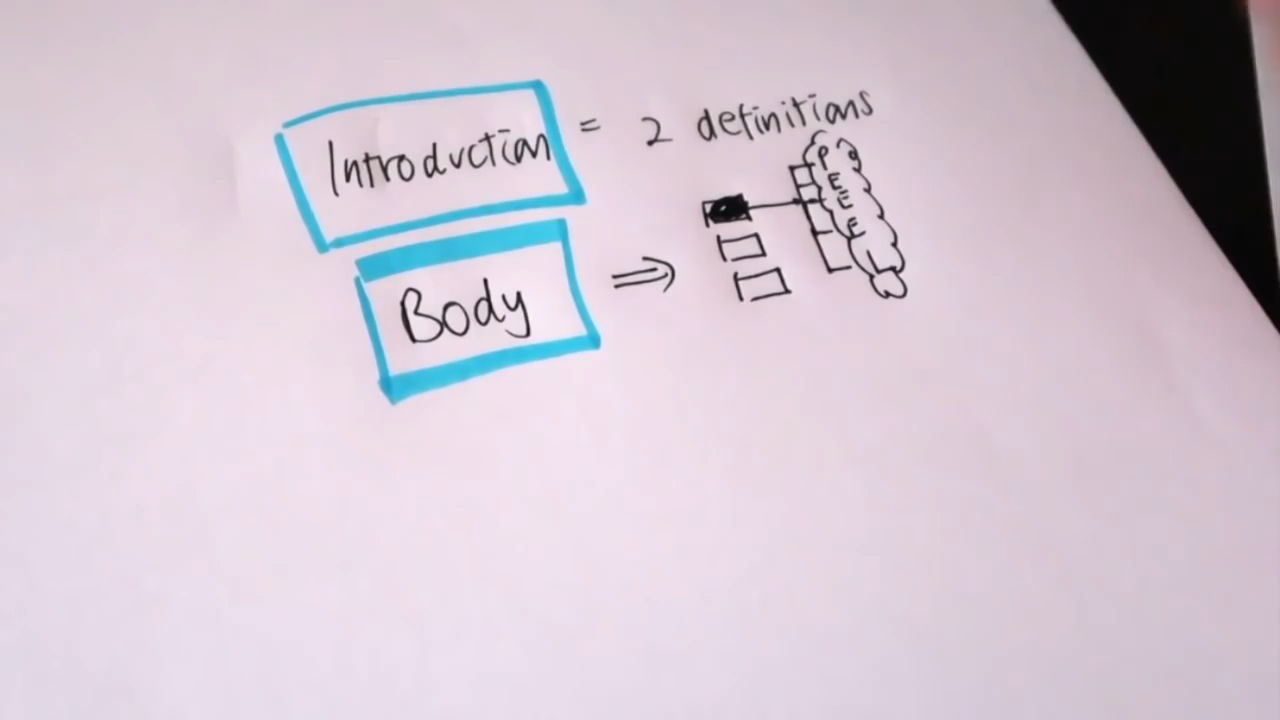 Introduction = 2 definitions
Body ⇒
P
E
E
E
L